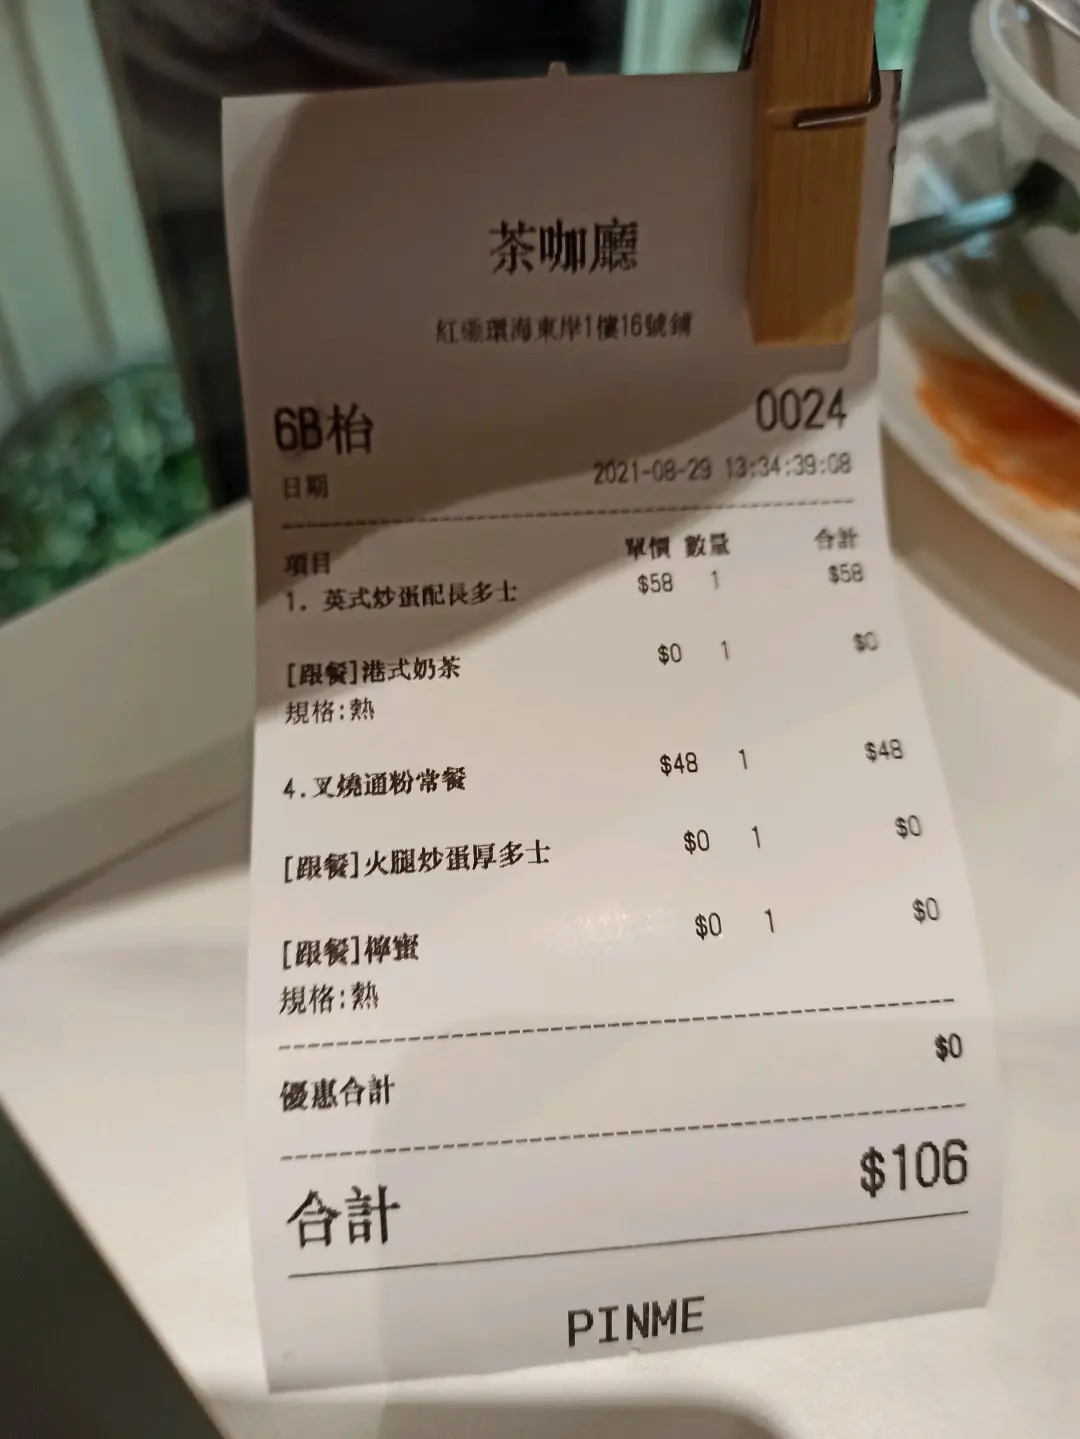 茶咖廳
紅磡環海東岸1樓16號鋪
6B枱 0024
日期 2021-08-29 13:34:39:08
項目 單價 數量 合計
1. 英式炒蛋配長多士 $58 1 $58
[跟餐]港式奶茶 $0 1 $0
規格:熱
4.叉燒通粉常餐 $48 1 $48
[跟餐]火腿炒蛋厚多士 $0 1 $0
[跟餐]檸蜜 $0 1 $0
規格:熱
優惠合計 $0
合計 $106
PINME